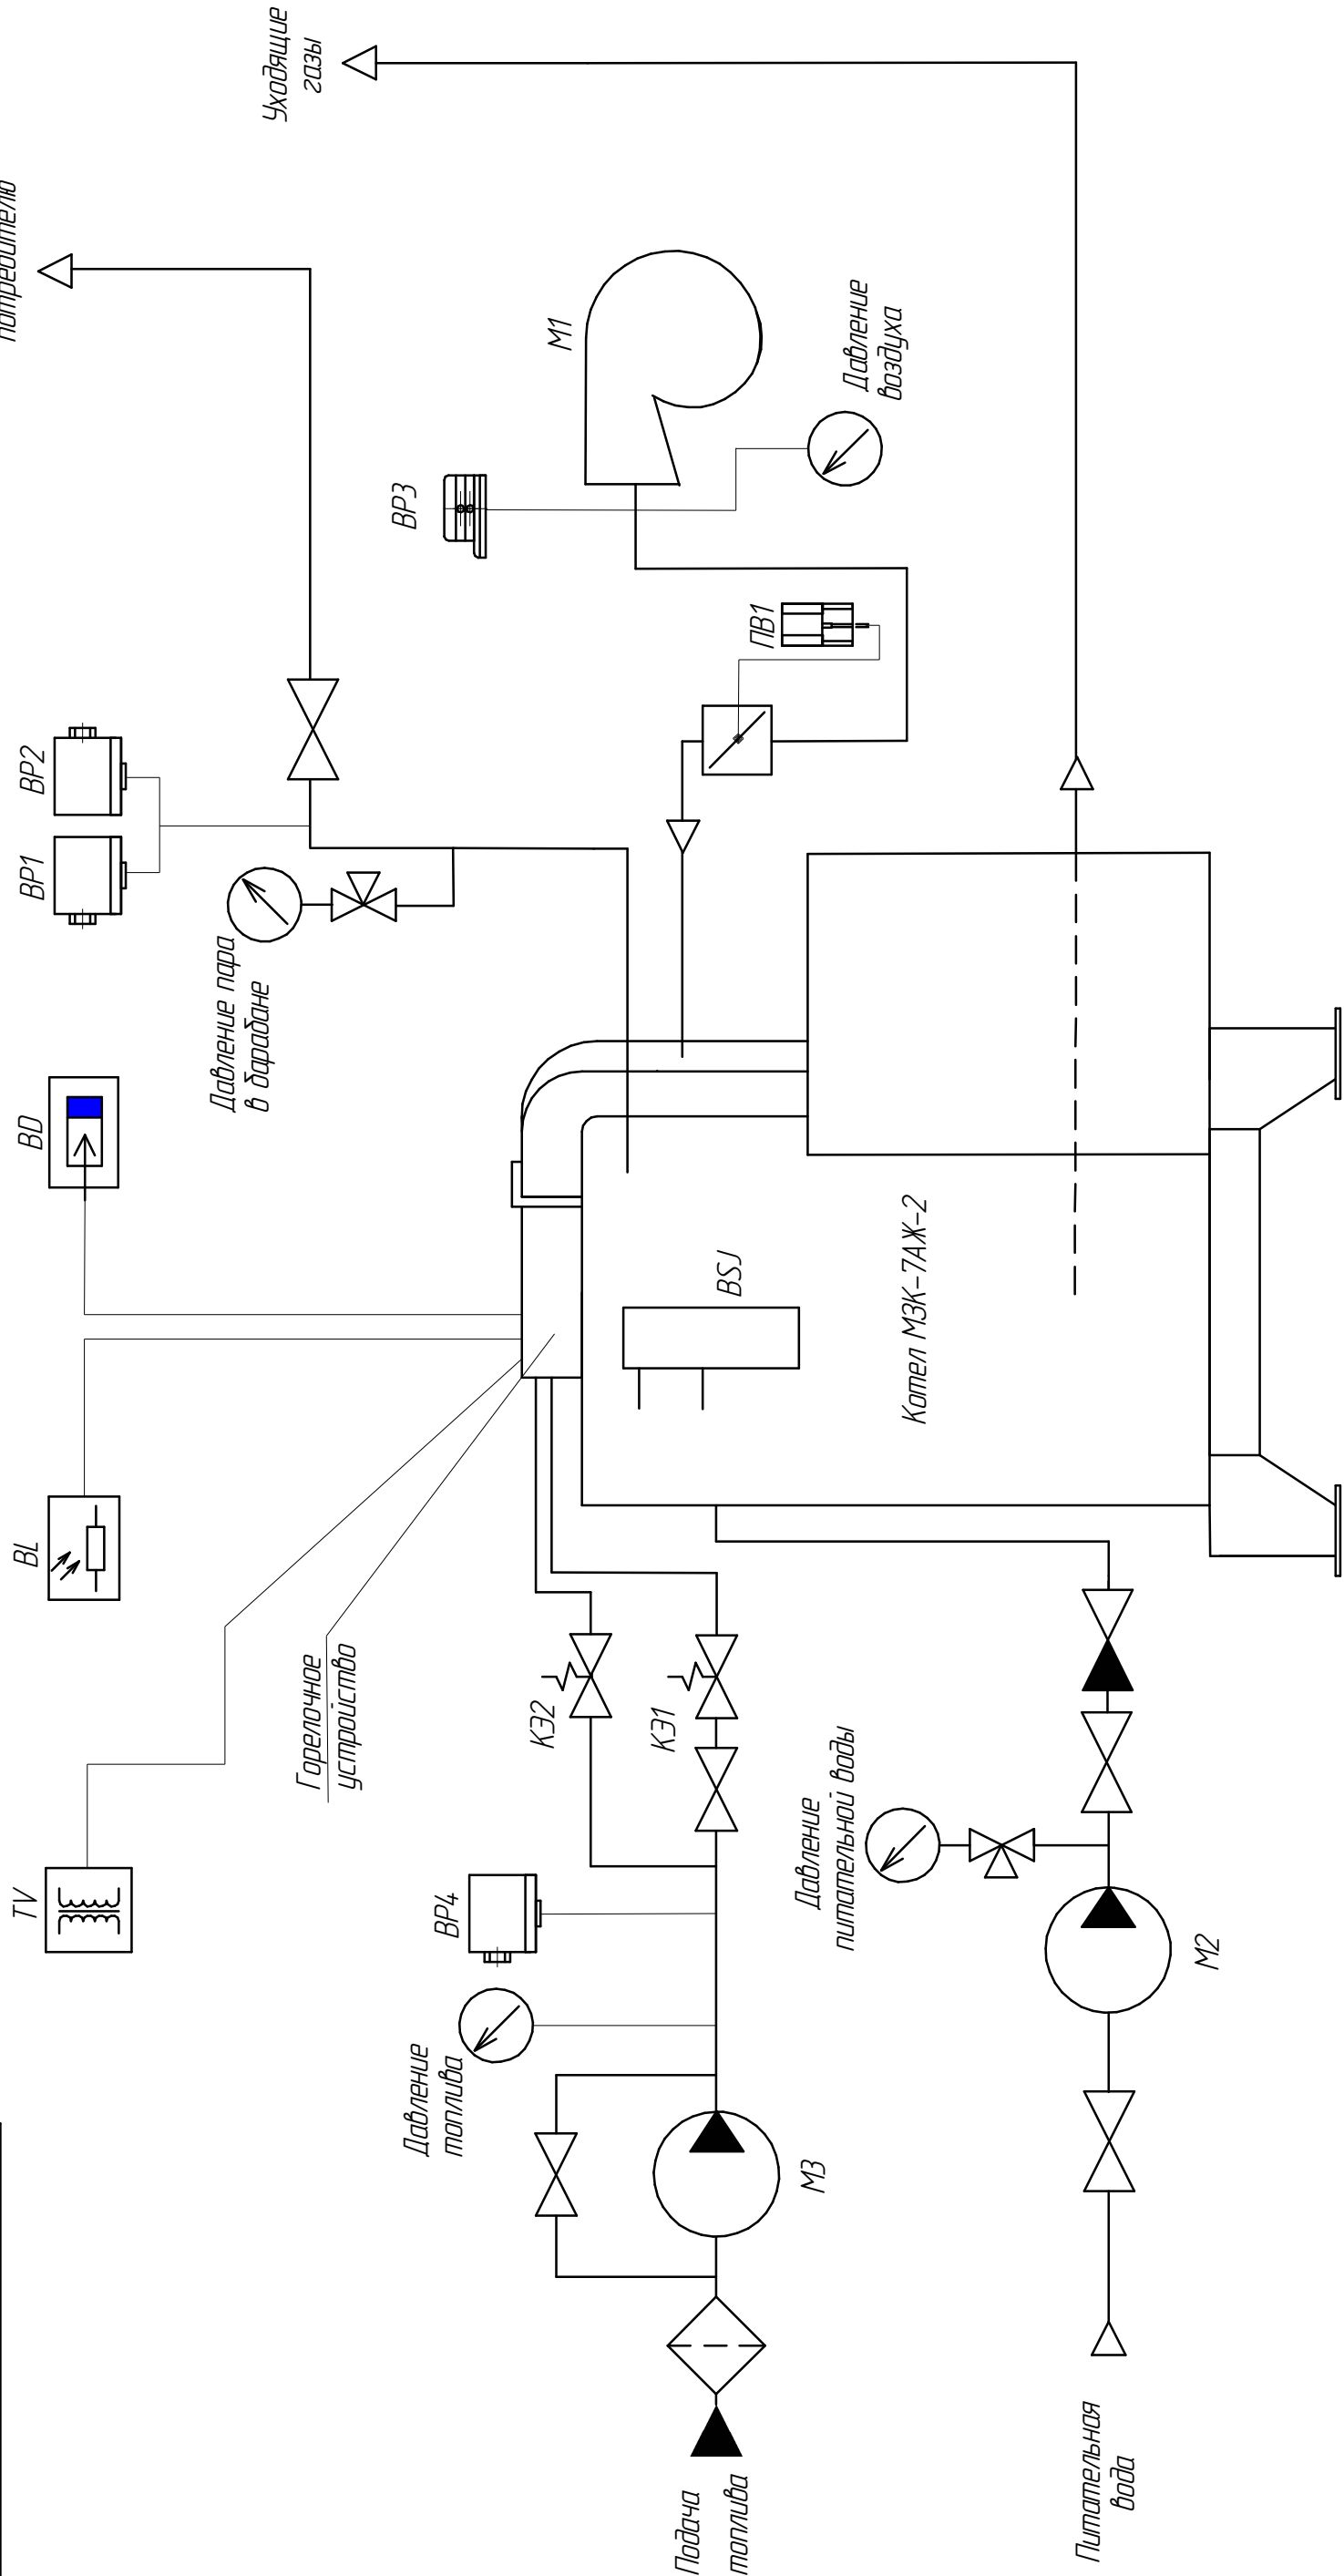 потребителю
Уходящие
газы
ВР1
ВР2
Давление пара
в барабане
ВР3
М1
Давление
воздуха
ПВ1
TV
BL
BD
Горелочное
устройство
BSJ
Котел МЗК-7АЖ-2
КЭ2
КЭ1
ВР4
Давление
топлива
Давление
питательной воды
М3
М2
Подача
топлива
Питательная
вода